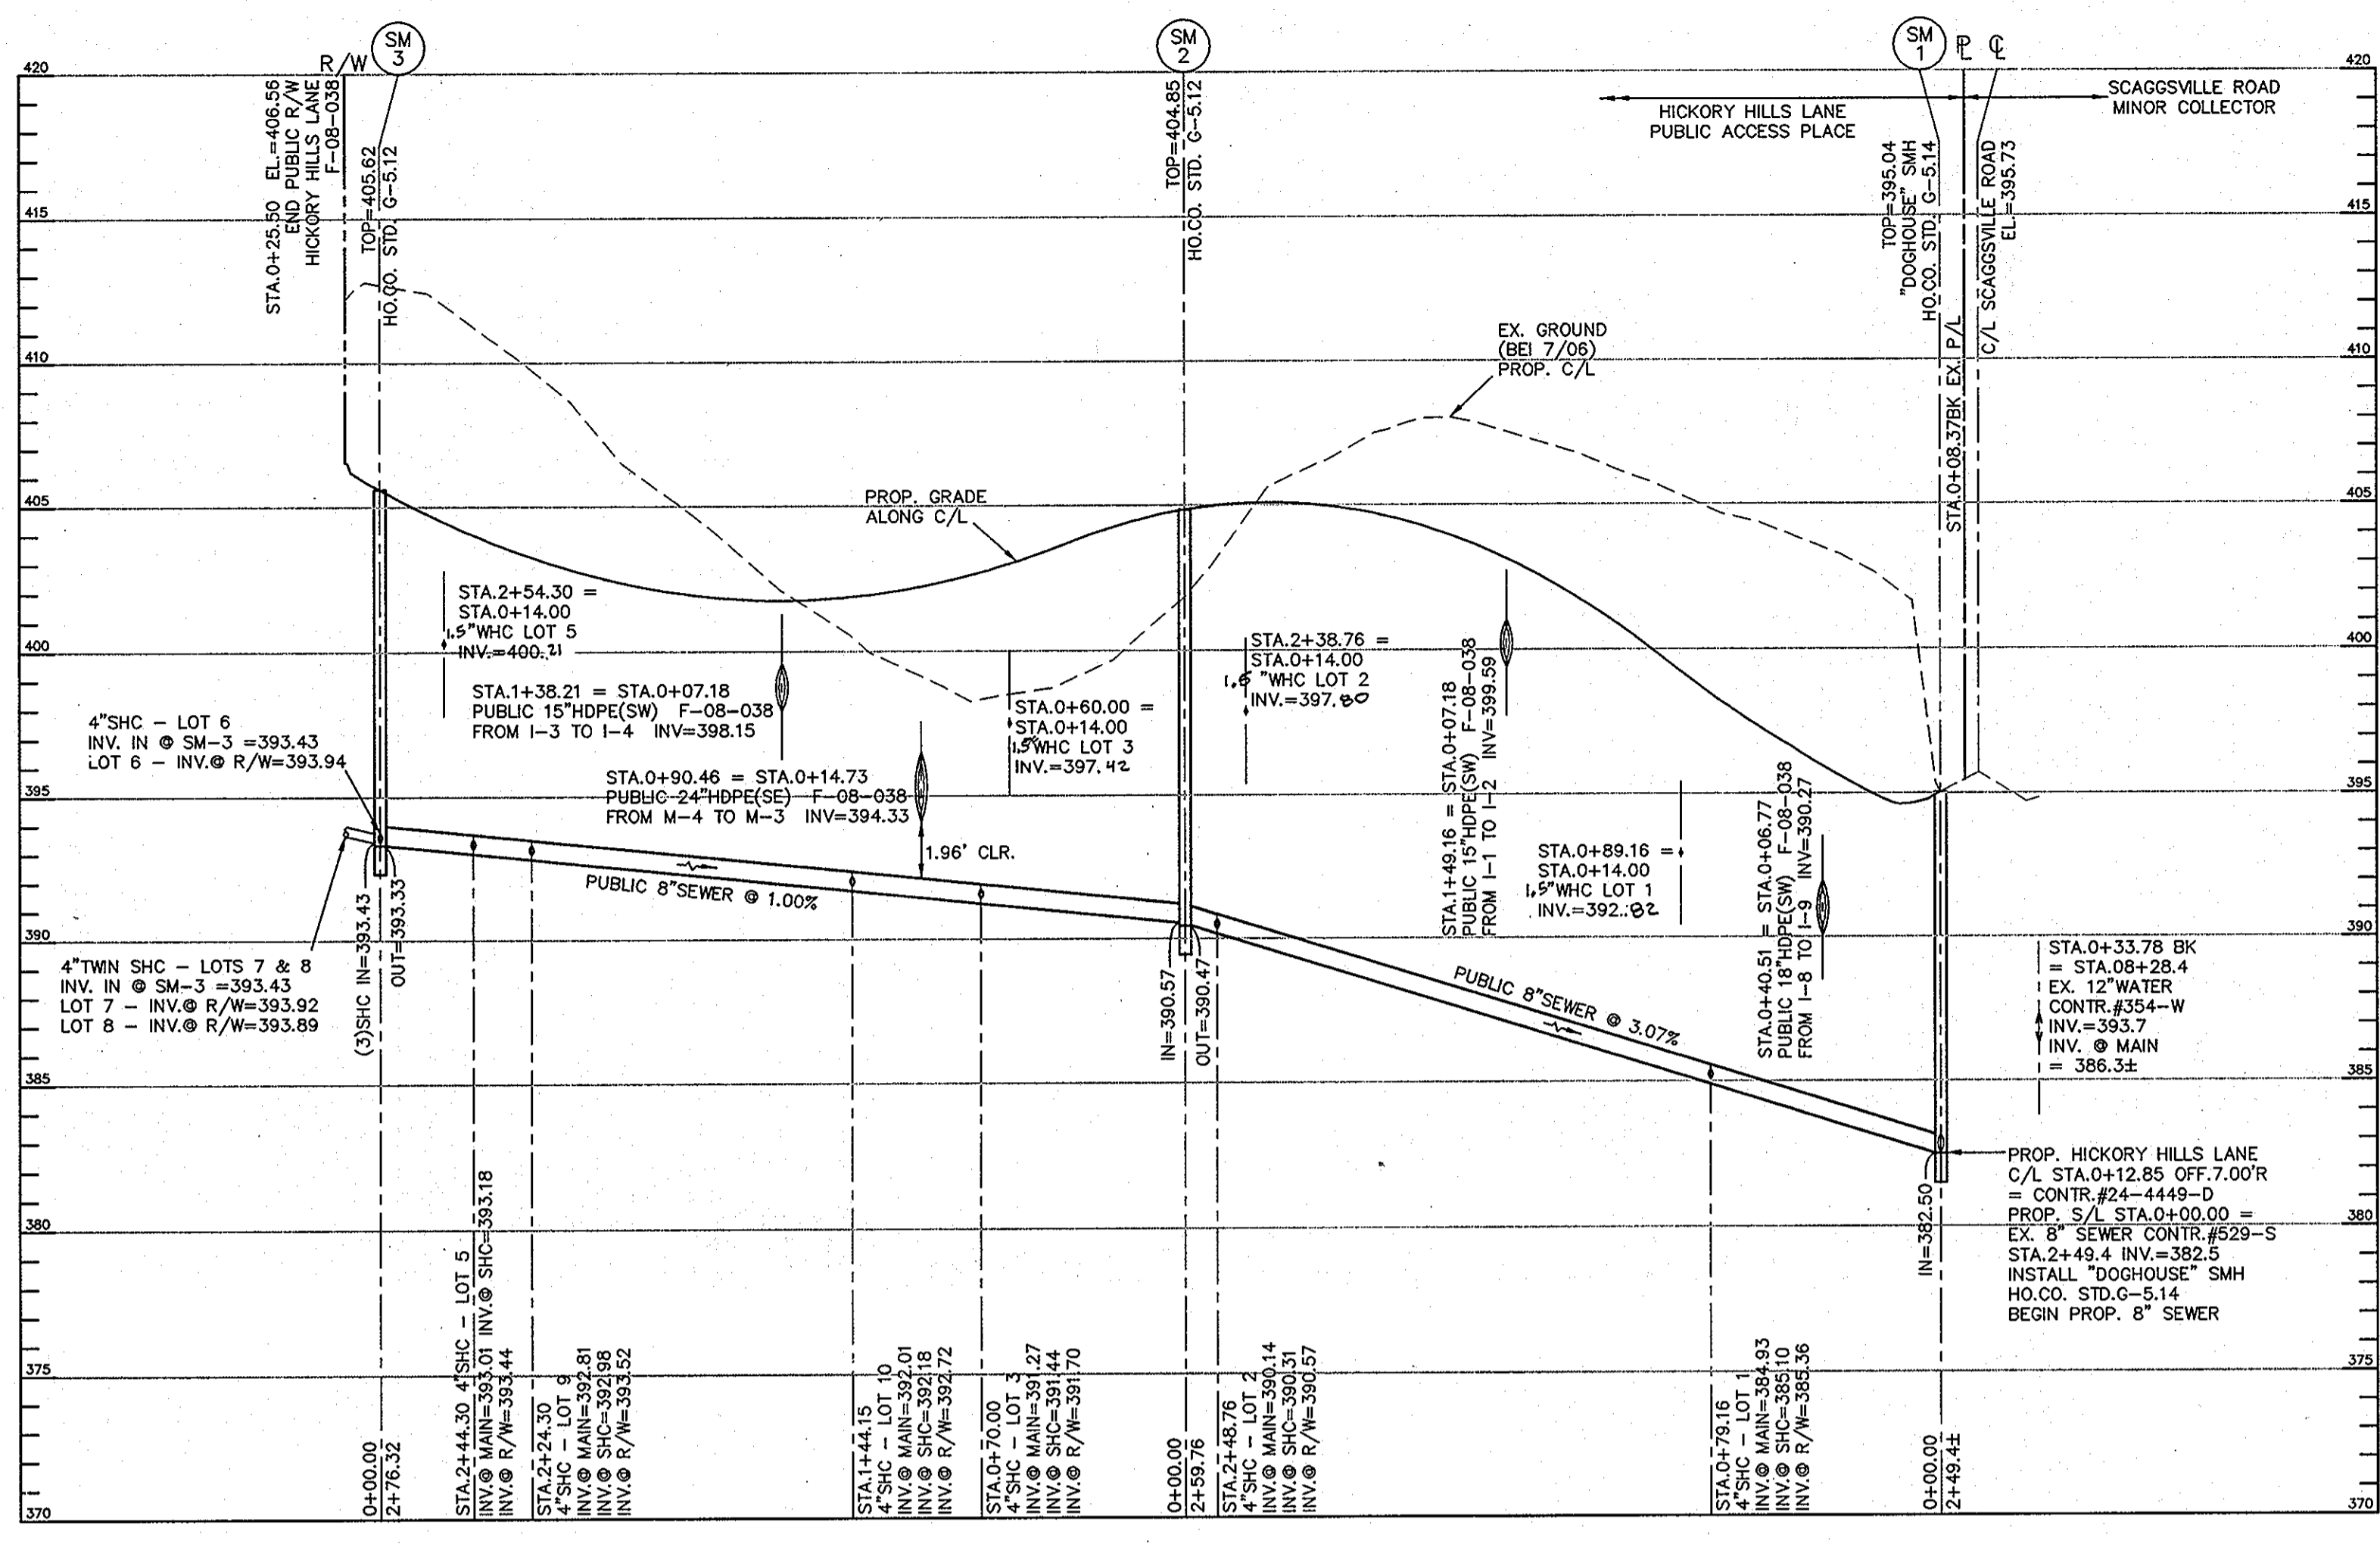 SM
3
SM
2
SM
1
PL
CL
R/W
420
420
415
415
410
410
405
405
400
400
395
395
390
390
385
385
380
380
375
375
370
370
STA.0+25.50 EL.=406.56
END PUBLIC R/W
HICKORY HILLS LANE
F-08-038
TOP=405.62
HO.CO. STD. G-5.12
TOP=404.85
HO.CO. STD. G-5.12
HICKORY HILLS LANE
PUBLIC ACCESS PLACE
SCAGGSVILLE ROAD
MINOR COLLECTOR
TOP=395.04
"DOGHOUSE" SMH
HO.CO. STD. G-5.14
STA.0+08.37BK EX. P/L
C/L SCAGGSVILLE ROAD
EL.=395.73
EX. GROUND
(BEI 7/06)
PROP. C/L
PROP. GRADE
ALONG C/L
STA.2+54.30 =
STA.0+14.00
1.5"WHC LOT 5
INV.=400.21
STA.1+38.21 = STA.0+07.18
PUBLIC 15"HDPE(SW) F-08-038
FROM I-3 TO I-4 INV=398.15
STA.0+90.46 = STA.0+14.73
PUBLIC 24"HDPE(SE) F-08-038
FROM M-4 TO M-3 INV=394.33
1.96' CLR.
STA.0+60.00 =
STA.0+14.00
1.5"WHC LOT 3
INV.=397.42
STA.2+38.76 =
STA.0+14.00
1.5 "WHC LOT 2
INV.=397.80
STA.1+49.16 = STA.0+07.18
PUBLIC 15"HDPE(SW) F-08-038
FROM I-1 TO I-2 INV=399.59
STA.0+89.16 =
STA.0+14.00
1.5"WHC LOT 1
INV.=392.82
STA.0+40.51 = STA.0+06.77
PUBLIC 18"HDPE(SW) F-08-038
FROM I-8 TO I-9 INV=390.27
4"SHC - LOT 6
INV. IN @ SM-3 =393.43
LOT 6 - INV.@ R/W=393.94
4"TWIN SHC - LOTS 7 & 8
INV. IN @ SM-3 =393.43
LOT 7 - INV.@ R/W=393.92
LOT 8 - INV.@ R/W=393.89
(3)SHC IN=393.43
OUT=393.33
PUBLIC 8"SEWER @ 1.00%
IN=390.57
OUT=390.47
PUBLIC 8"SEWER @ 3.07%
IN=382.50
STA.0+33.78 BK
= STA.08+28.4
EX. 12"WATER
CONTR.#354-W
INV.=393.7
INV. @ MAIN
= 386.3±
PROP. HICKORY HILLS LANE
C/L STA.0+12.85 OFF.7.00'R
= CONTR.#24-4449-D
PROP. S/L STA.0+00.00 =
EX. 8" SEWER CONTR.#529-S
STA.2+49.4 INV.=382.5
INSTALL "DOGHOUSE" SMH
HO.CO. STD.G-5.14
BEGIN PROP. 8" SEWER
0+00.00
2+76.32
STA.2+44.30 4"SHC - LOT 5
INV.@ MAIN=393.01 INV.@ SHC=393.18
INV.@ R/W=393.44
STA.2+24.30
4"SHC - LOT 9
INV.@ MAIN=392.81
INV.@ SHC=392.98
INV.@ R/W=393.52
STA.1+44.15
4"SHC - LOT 10
INV.@ MAIN=392.01
INV.@ SHC=392.18
INV.@ R/W=392.72
STA.0+70.00
4"SHC - LOT 3
INV.@ MAIN=391.27
INV.@ SHC=391.44
INV.@ R/W=391.70
0+00.00
2+59.76
STA.2+48.76
4"SHC - LOT 2
INV.@ MAIN=390.14
INV.@ SHC=390.31
INV.@ R/W=390.57
STA.0+79.16
4"SHC - LOT 1
INV.@ MAIN=384.93
INV.@ SHC=385.10
INV.@ R/W=385.36
0+00.00
2+49.4±